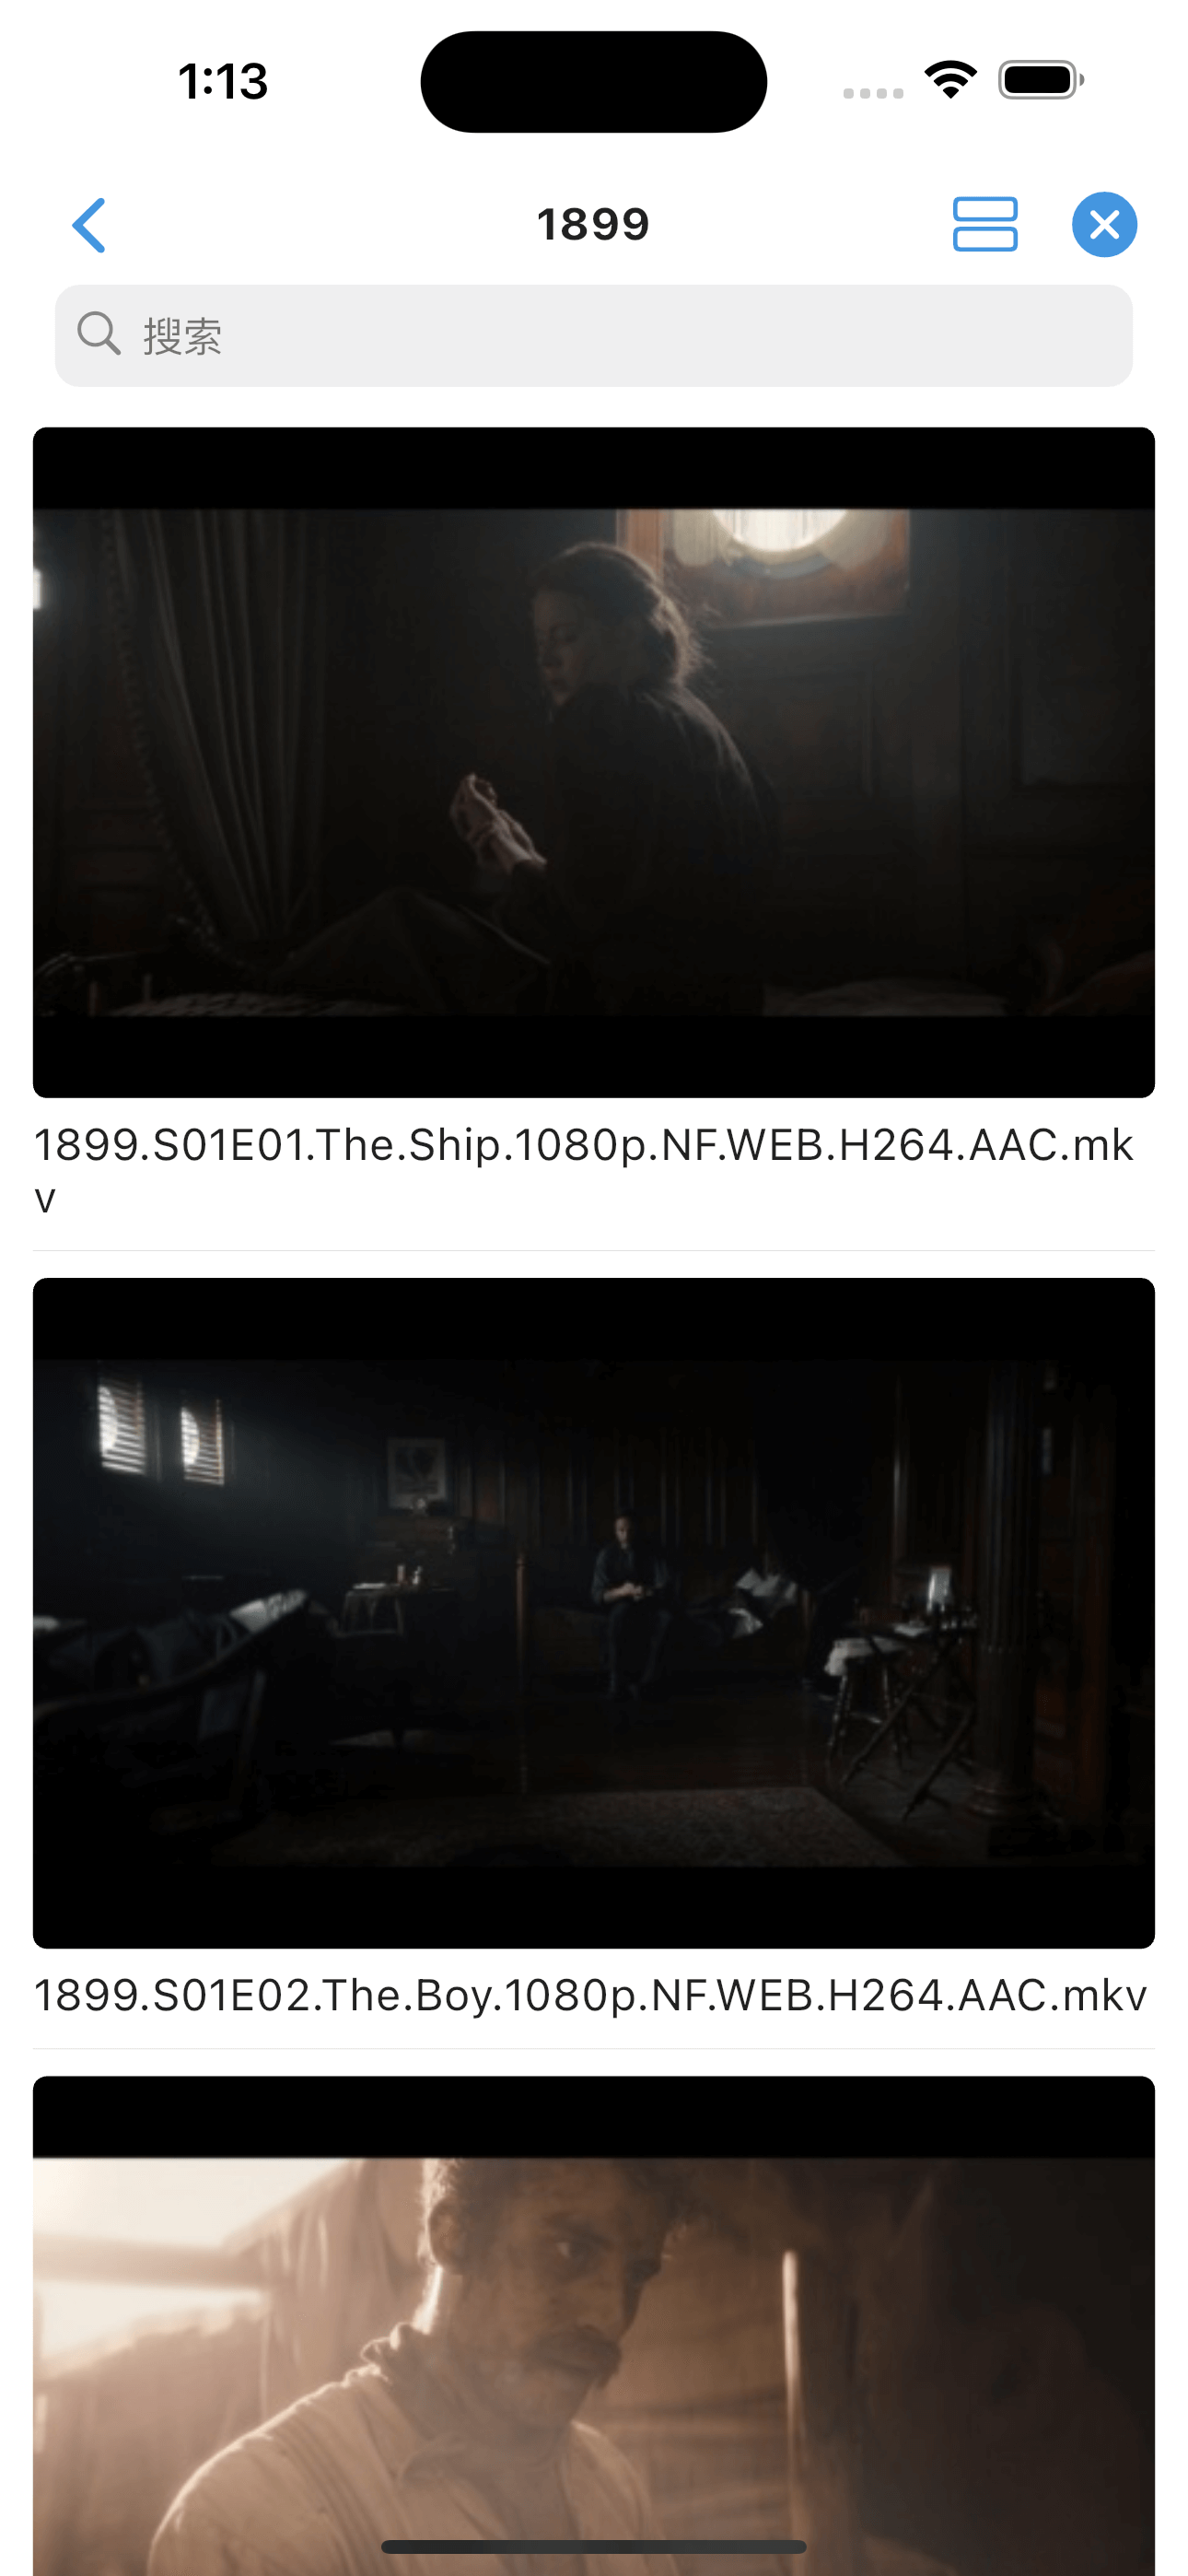 1:13
1899
搜索
1899.S01E01.The.Ship.1080p.NF.WEB.H264.AAC.mk
v
1899.S01E02.The.Boy.1080p.NF.WEB.H264.AAC.mkv